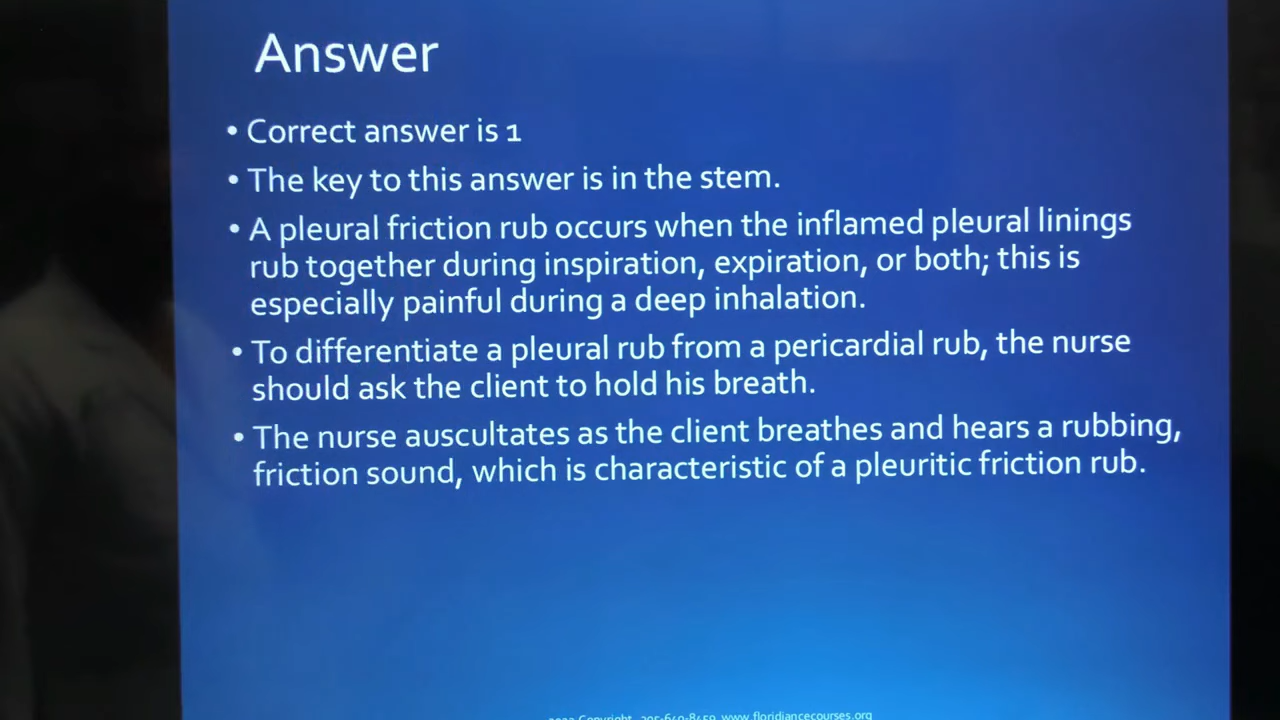 Answer
• Correct answer is 1
• The key to this answer is in the stem.
• A pleural friction rub occurs when the inflamed pleural linings
rub together during inspiration, expiration, or both; this is
especially painful during a deep inhalation.
• To differentiate a pleural rub from a pericardial rub, the nurse
should ask the client to hold his breath.
• The nurse auscultates as the client breathes and hears a rubbing,
friction sound, which is characteristic of a pleuritic friction rub.
Copyright www.floridiancecourses.org